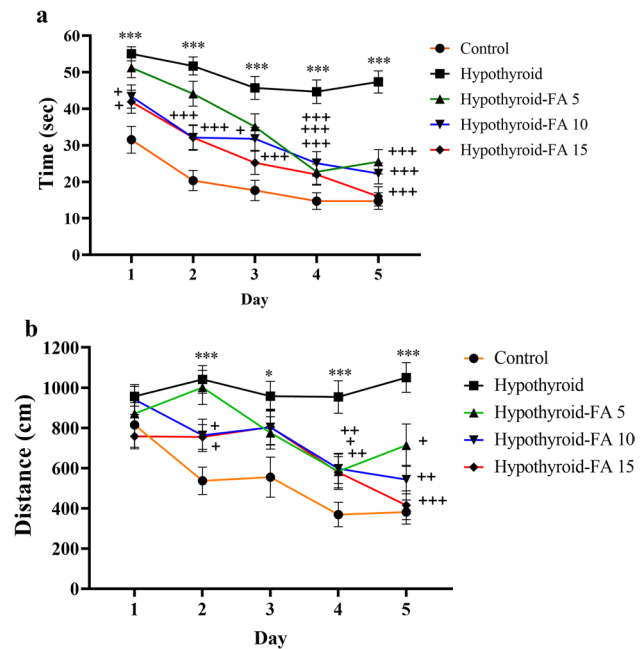 a
60
50
40
30
20
10
0
Time (sec)
*** *** *** *** ***
+
+
+++
+++
+
+++
+++
+++
+++
+++
+++
+++
1 2 3 4 5
Day
Control
Hypothyroid
Hypothyroid-FA 5
Hypothyroid-FA 10
Hypothyroid-FA 15
b
1200
1000
800
600
400
200
0
Distance (cm)
*** * *** ***
+
+
++
+
++
+
++
+++
1 2 3 4 5
Day
Control
Hypothyroid
Hypothyroid-FA 5
Hypothyroid-FA 10
Hypothyroid-FA 15